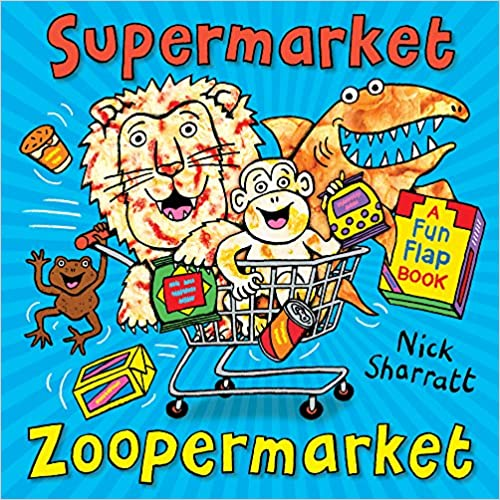 Supermarket
A
Fun
Flap
BOOK
Nick
Sharratt
Zoopermarket